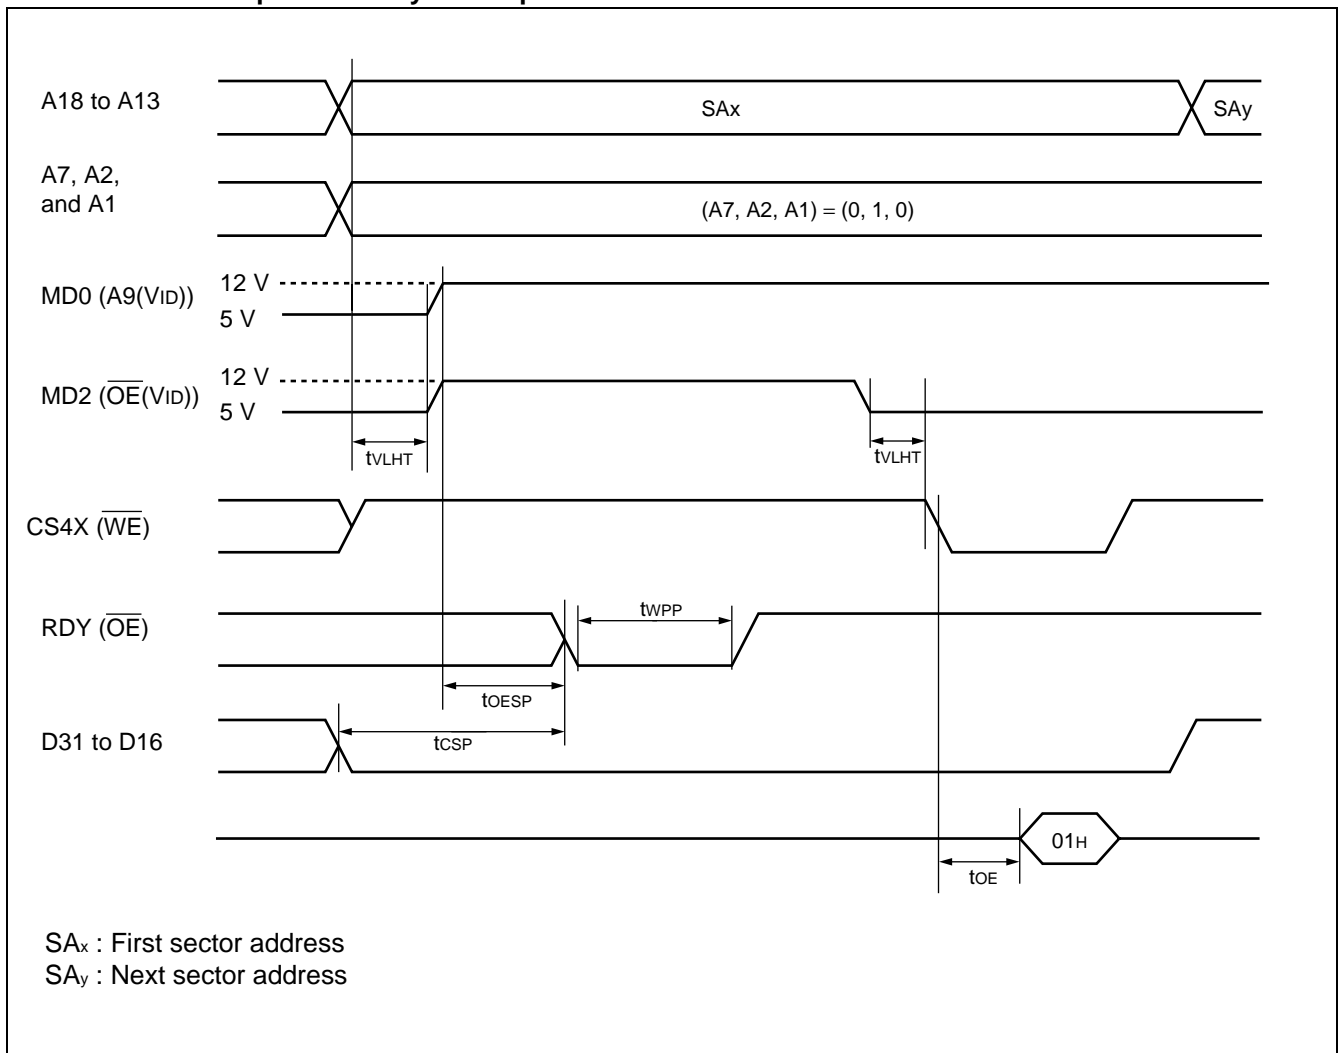 A18 to A13
SAx
SAy
A7, A2,
and A1
(A7, A2, A1) = (0, 1, 0)
MD0 (A9(VID))
12 V
5 V
MD2 (OE(VID))
12 V
5 V
tVLHT
tVLHT
CS4X (WE)
RDY (OE)
tWPP
tOESP
D31 to D16
tCSP
01H
tOE
SAx : First sector address
SAy : Next sector address